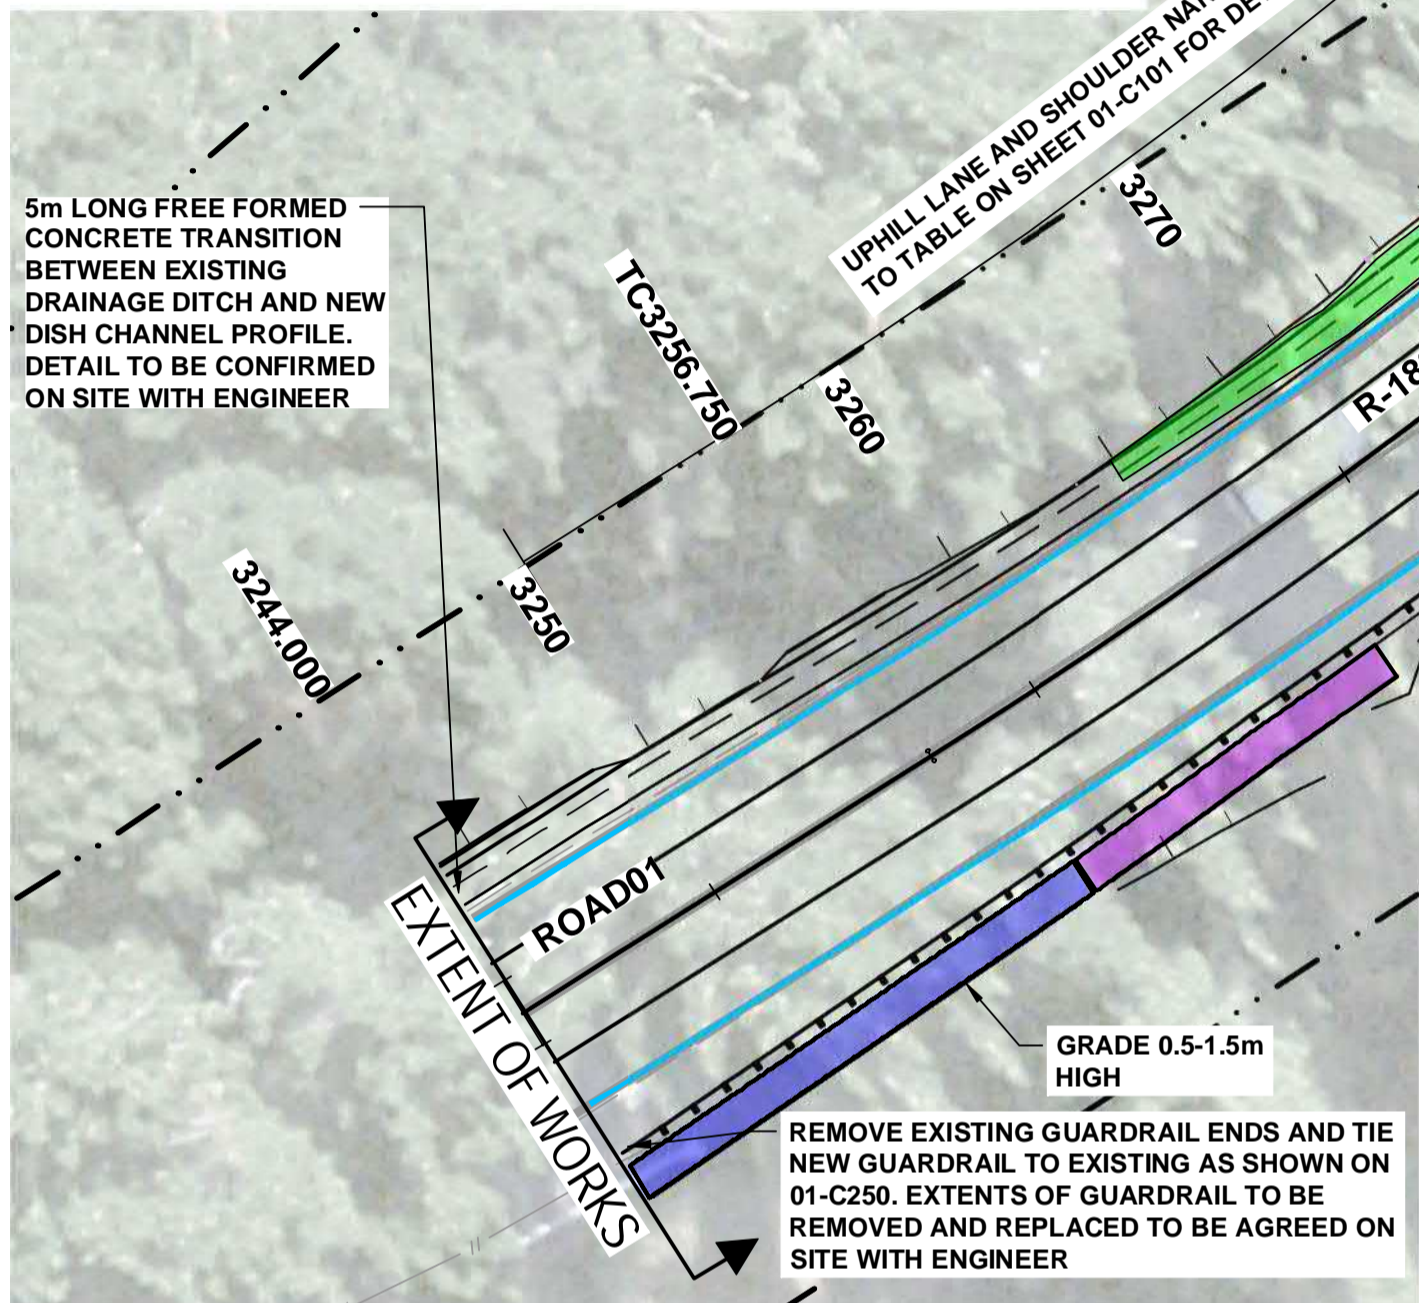 UPHILL LANE AND SHOULDER
TO TABLE ON SHEET 01-C101 FOR
3270
5m LONG FREE FORMED
CONCRETE TRANSITION
BETWEEN EXISTING
DRAINAGE DITCH AND NEW
DISH CHANNEL PROFILE.
DETAIL TO BE CONFIRMED
ON SITE WITH ENGINEER
TC3256.750
3260
R-18
3250
3244.000
ROAD01
EXTENT OF WORKS
GRADE 0.5-1.5m
HIGH
REMOVE EXISTING GUARDRAIL ENDS AND TIE
NEW GUARDRAIL TO EXISTING AS SHOWN ON
01-C250. EXTENTS OF GUARDRAIL TO BE
REMOVED AND REPLACED TO BE AGREED ON
SITE WITH ENGINEER